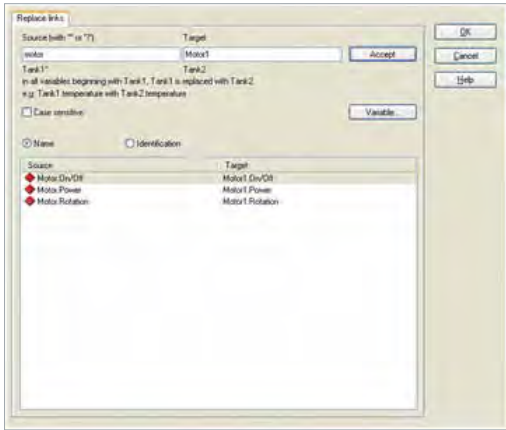 Replace links
Source (with "*" or "?"): Target:
motor Motor1 Accept
Tank1* Tank2
in all variables beginning with Tank1, Tank1 is replaced with Tank2
e.g. Tank1 temperature with Tank2 temperature
Case sensitive
Variable...
Name Identification
Source Target
Motor.On/Off Motor1.On/Off
Motor.Power Motor1.Power
Motor.Rotation Motor1.Rotation
OK
Cancel
Help